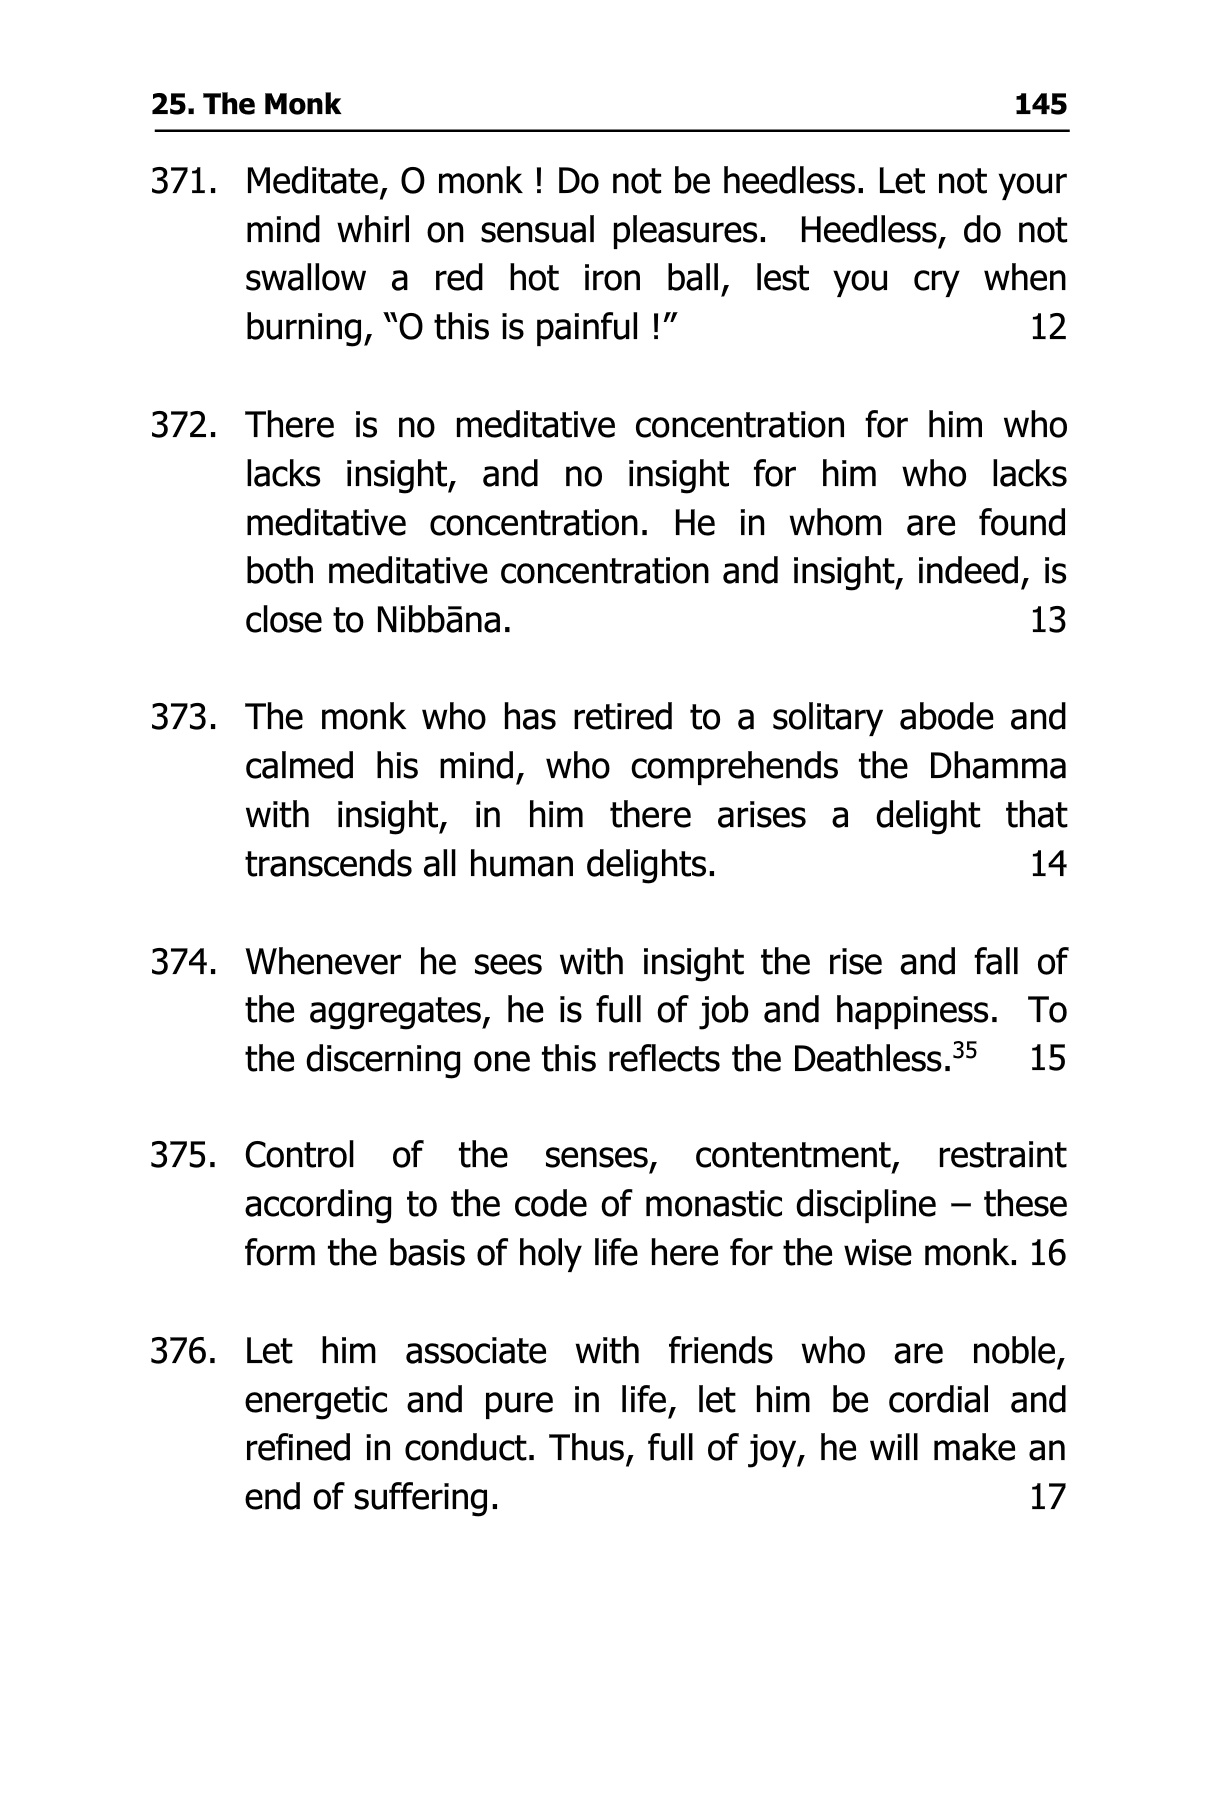 25. The Monk 145
371. Meditate, O monk ! Do not be heedless. Let not your
mind whirl on sensual pleasures.  Heedless, do not
swallow a red hot iron ball, lest you cry when
burning, “O this is painful !” 12
372. There is no meditative concentration for him who
lacks insight, and no insight for him who lacks
meditative concentration. He in whom are found
both meditative concentration and insight, indeed, is
close to Nibbāna. 13
373. The monk who has retired to a solitary abode and
calmed his mind, who comprehends the Dhamma
with insight, in him there arises a delight that
transcends all human delights. 14
374. Whenever he sees with insight the rise and fall of
the aggregates, he is full of job and happiness.  To
the discerning one this reflects the Deathless.35 15
375. Control of the senses, contentment, restraint
according to the code of monastic discipline – these
form the basis of holy life here for the wise monk. 16
376. Let him associate with friends who are noble,
energetic and pure in life, let him be cordial and
refined in conduct. Thus, full of joy, he will make an
end of suffering. 17